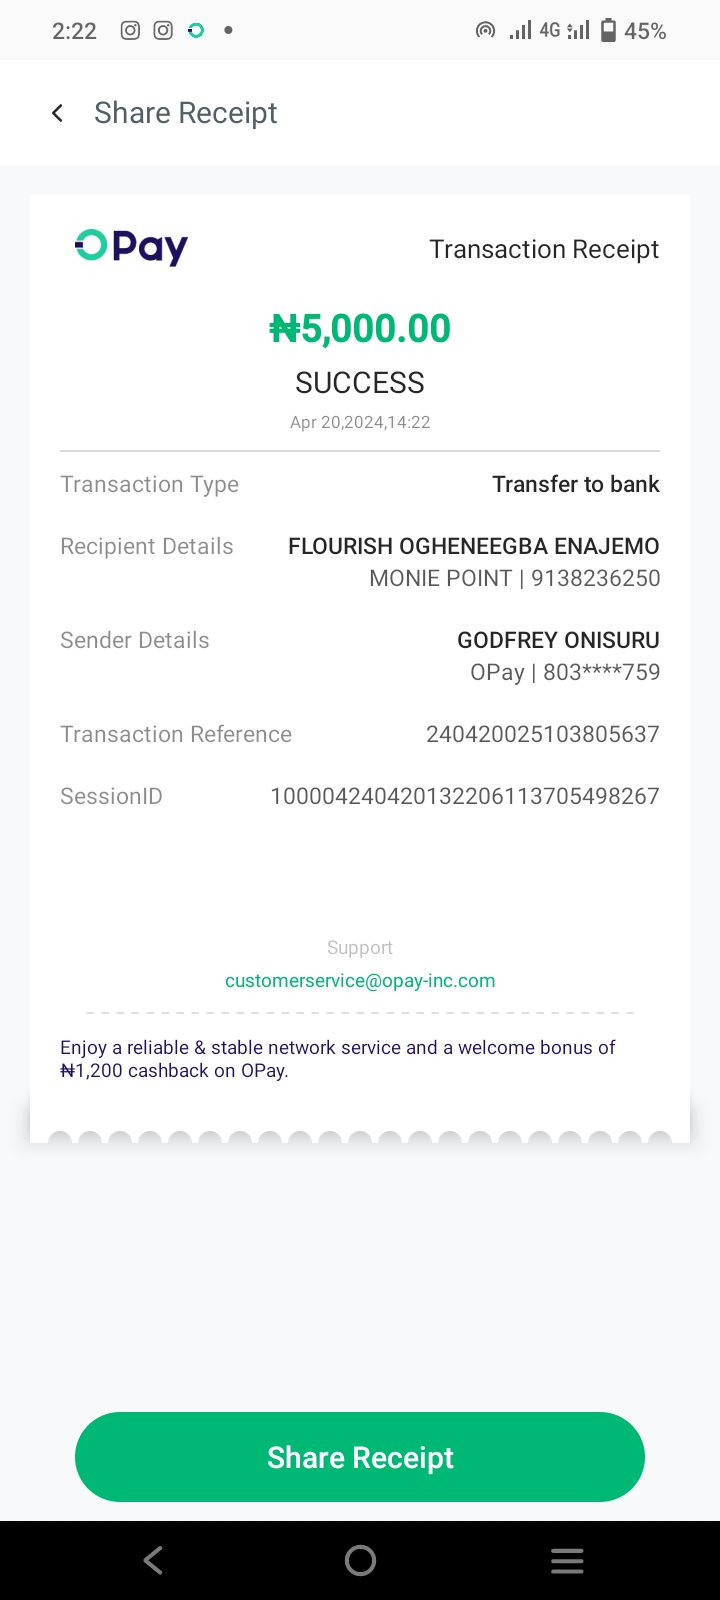 2:22 4G 45%
Share Receipt
OPay Transaction Receipt
₦5,000.00
SUCCESS
Apr 20,2024,14:22
Transaction Type Transfer to bank
Recipient Details FLOURISH OGHENEEGBA ENAJEMO
MONIE POINT | 9138236250
Sender Details GODFREY ONISURU
OPay | 803****759
Transaction Reference 240420025103805637
SessionID 100004240420132206113705498267
Support
customerservice@opay-inc.com
Enjoy a reliable & stable network service and a welcome bonus of
₦1,200 cashback on OPay.
Share Receipt